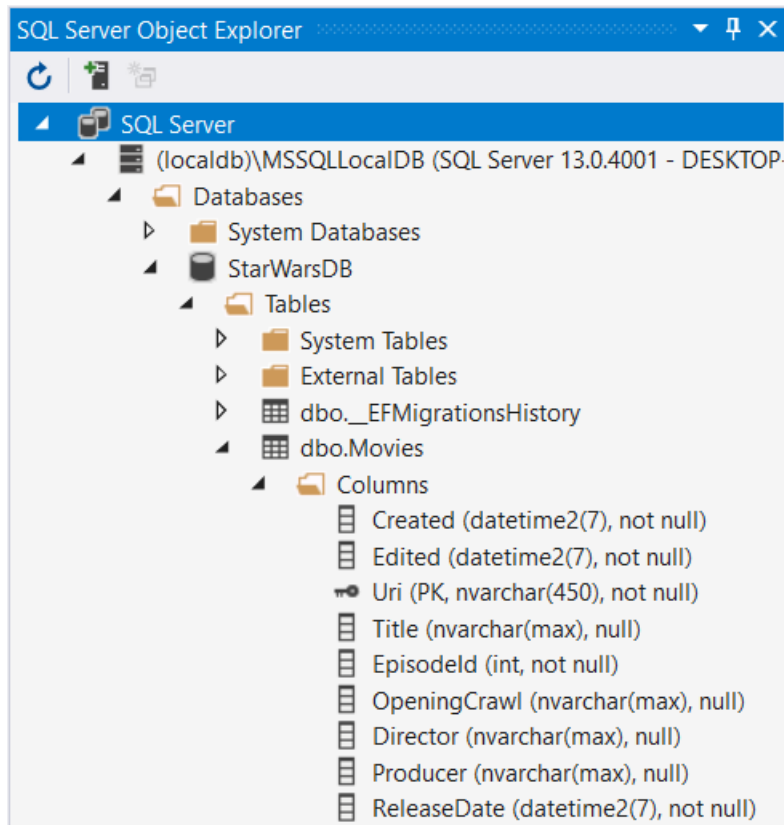 SQL Server Object Explorer
SQL Server
(localdb)\MSSQLLocalDB (SQL Server 13.0.4001 - DESKTOP-
Databases
System Databases
StarWarsDB
Tables
System Tables
External Tables
dbo.__EFMigrationsHistory
dbo.Movies
Columns
Created (datetime2(7), not null)
Edited (datetime2(7), not null)
Uri (PK, nvarchar(450), not null)
Title (nvarchar(max), null)
EpisodeId (int, not null)
OpeningCrawl (nvarchar(max), null)
Director (nvarchar(max), null)
Producer (nvarchar(max), null)
ReleaseDate (datetime2(7), not null)